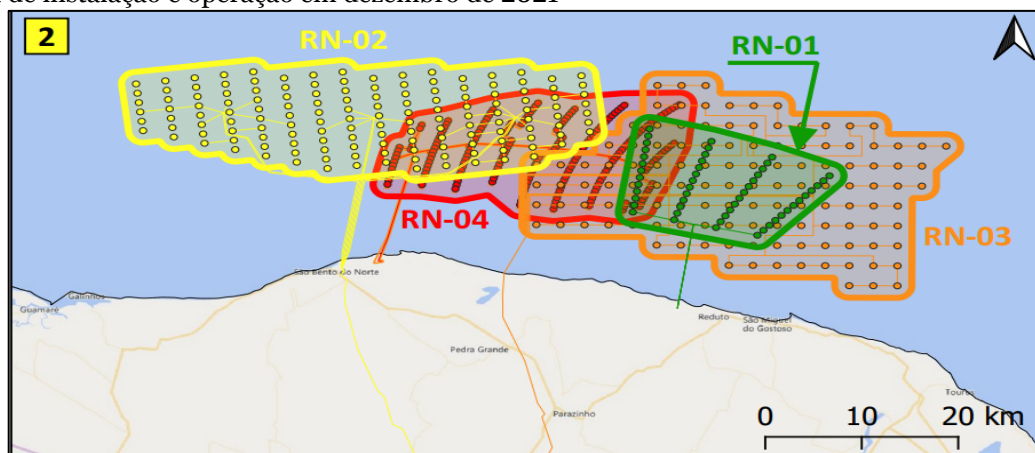 de instalação e operação em dezembro de 2021
2
RN-02
RN-01
RN-04
RN-03
São Bento do Norte
Galinhos
Guamaré
Reduto
São Miguel
do Gostoso
Pedra Grande
Parazinho
Touros
0 10 20 km